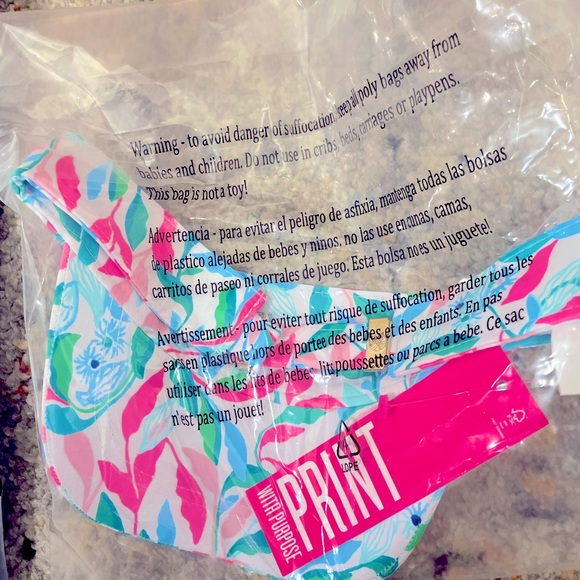 Warning - to avoid danger of suffocation, keep all poly bags away from
babies and children. Do not use in cribs, beds, carriages or playpens.
This bag is not a toy!
Advertencia - para evitar el peligro de asfixia, mantenga todas las bolsas
de plastico alejadas de bebes y ninos. no las use en cunas, camas,
carritos de paseo ni corrales de juego. Esta bolsa no es un juguete!
Avertissement - pour eviter tout risque de suffocation, garder tous les
sacs en plastique hors de portee des bebes et des enfants. En pas
utiliser dans les lits de bebes, lits, poussettes ou parcs a bebe. Ce sac
n'est pas un jouet!
4
LDPE
PRINT
WITH PURPOSE